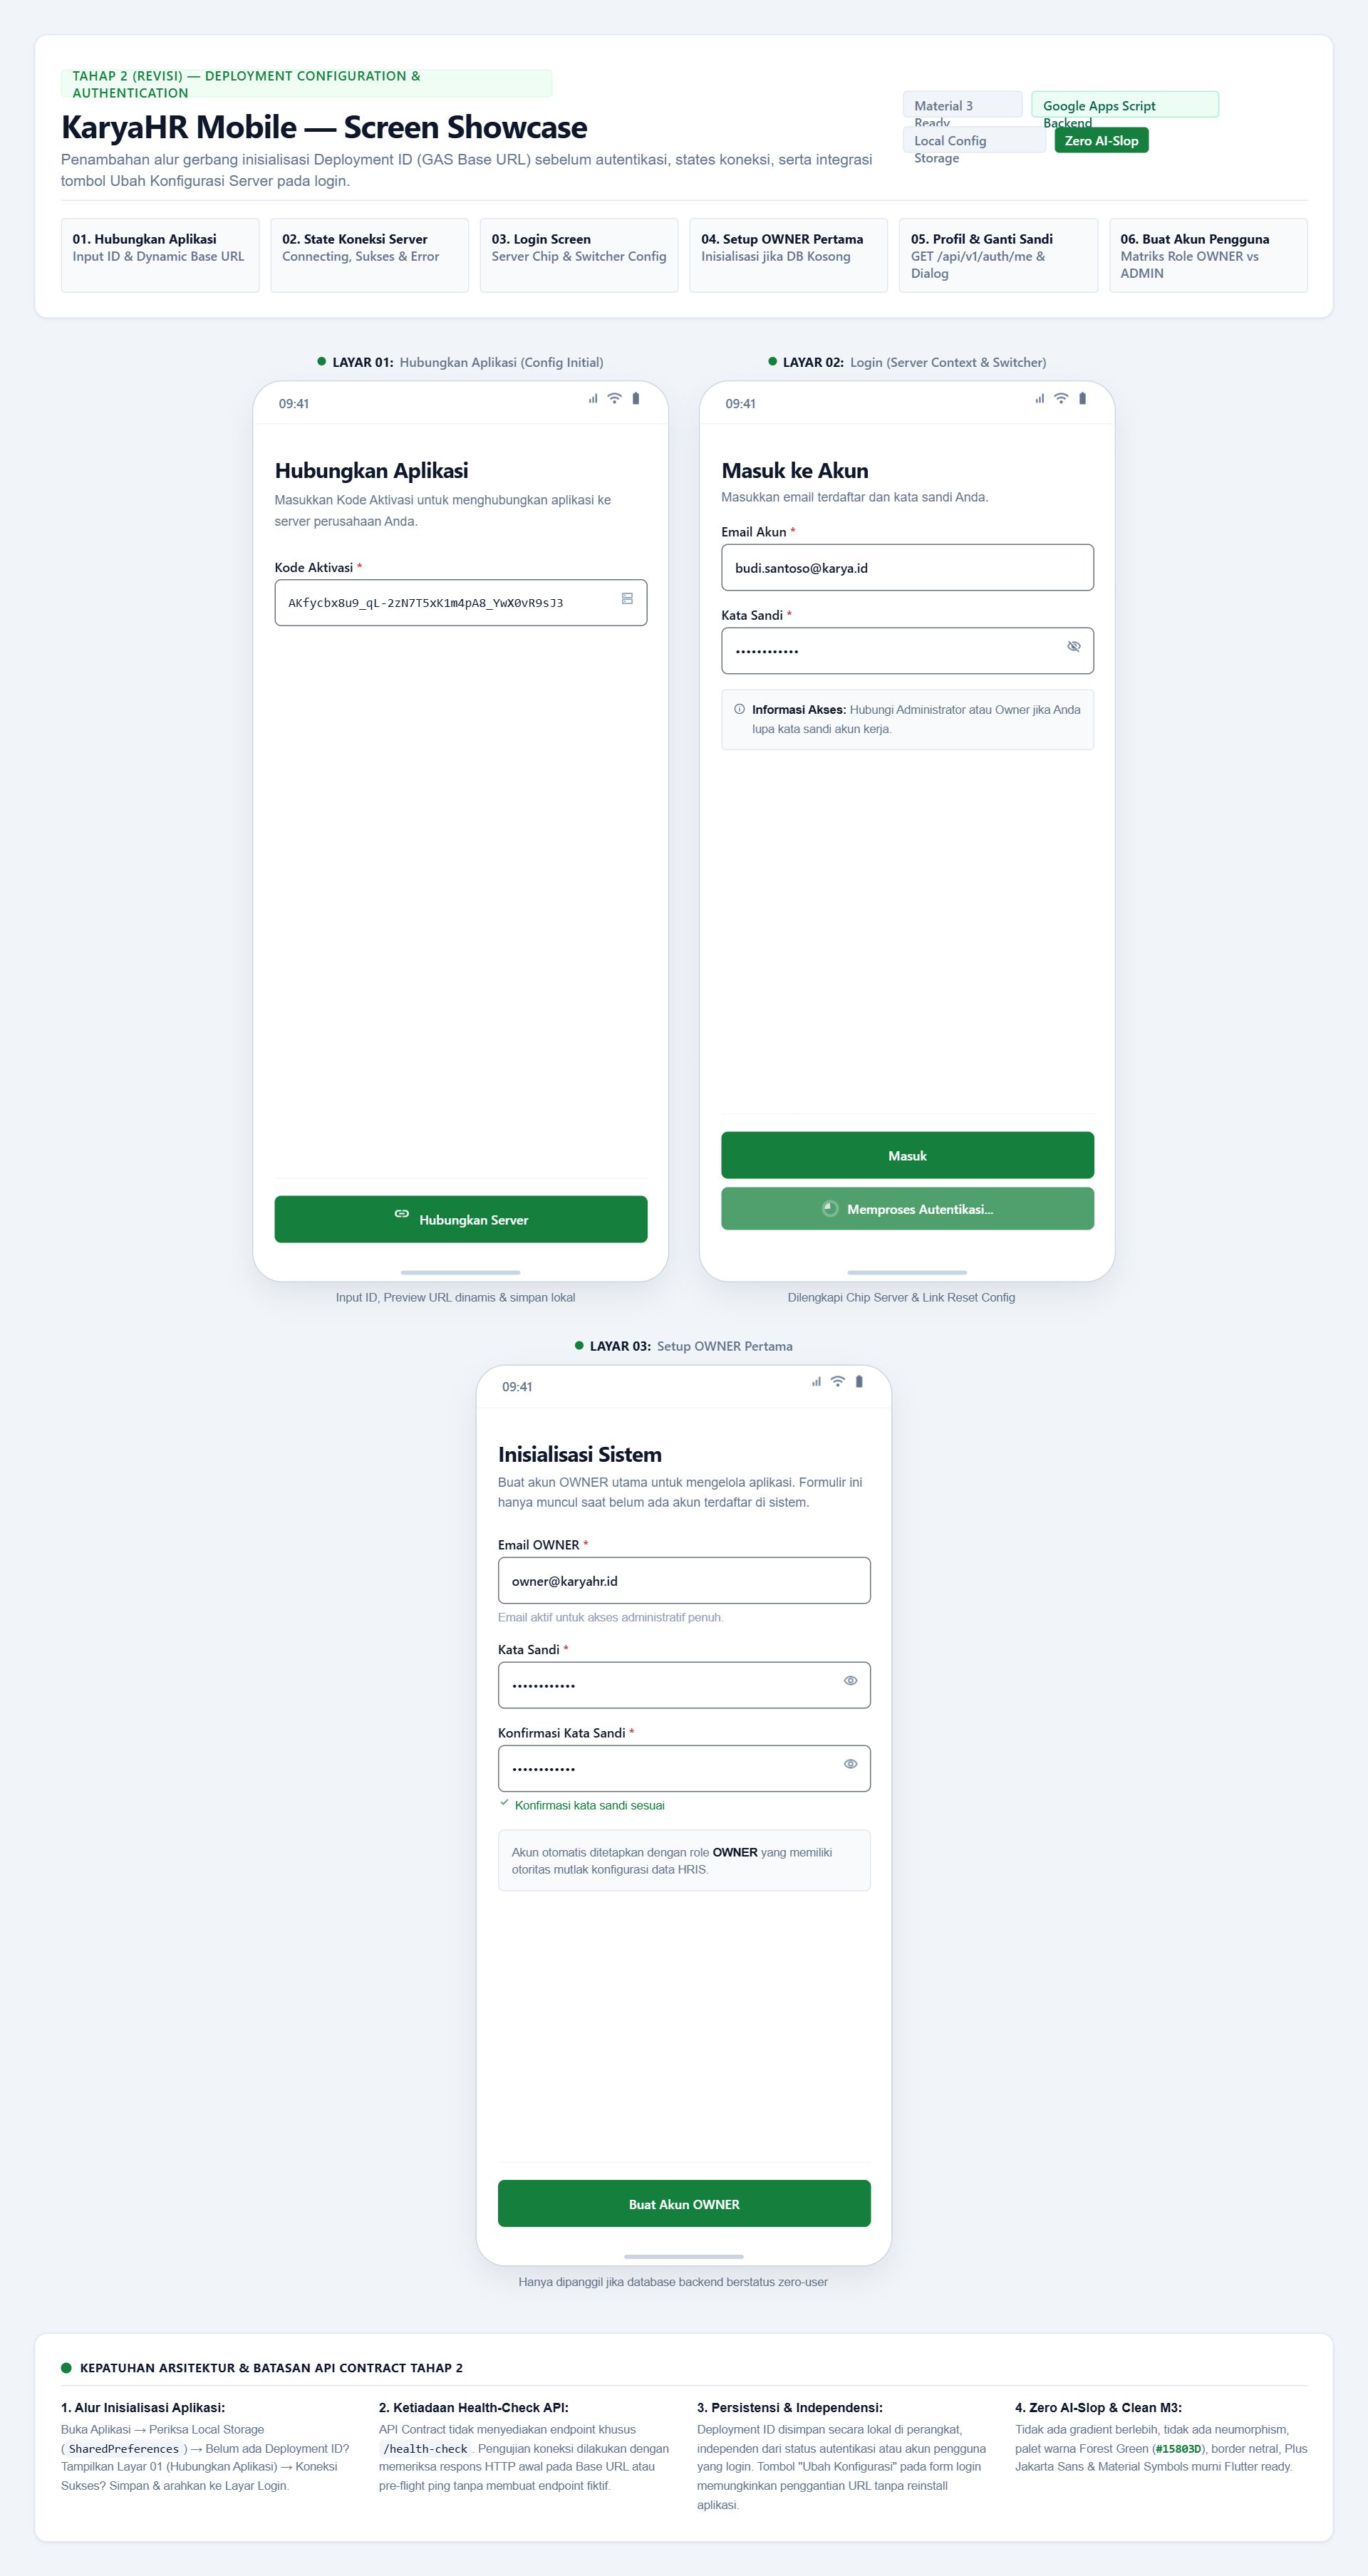 TAHAP 2 (REVISI) — DEPLOYMENT CONFIGURATION &
AUTHENTICATION
KaryaHR Mobile — Screen Showcase
Penambahan alur gerbang inisialisasi Deployment ID (GAS Base URL) sebelum autentikasi, states koneksi, serta integrasi
tombol Ubah Konfigurasi Server pada login.
Material 3
Ready
Google Apps Script
Backend
Local Config
Storage
Zero AI-Slop
01. Hubungkan Aplikasi
Input ID & Dynamic Base URL
02. State Koneksi Server
Connecting, Sukses & Error
03. Login Screen
Server Chip & Switcher Config
04. Setup OWNER Pertama
Inisialisasi jika DB Kosong
05. Profil & Ganti Sandi
GET /api/v1/auth/me &
Dialog
06. Buat Akun Pengguna
Matriks Role OWNER vs
ADMIN
LAYAR 01: Hubungkan Aplikasi (Config Initial)
09:41
Hubungkan Aplikasi
Masukkan Kode Aktivasi untuk menghubungkan aplikasi ke
server perusahaan Anda.
Kode Aktivasi *
AKfycbx8u9_qL-2zN7T5xK1m4pA8_YwX0vR9sJ3
Hubungkan Server
Input ID, Preview URL dinamis & simpan lokal
LAYAR 02: Login (Server Context & Switcher)
09:41
Masuk ke Akun
Masukkan email terdaftar dan kata sandi Anda.
Email Akun *
budi.santoso@karya.id
Kata Sandi *
••••••••••••
Informasi Akses: Hubungi Administrator atau Owner jika Anda
lupa kata sandi akun kerja.
Masuk
Memproses Autentikasi...
Dilengkapi Chip Server & Link Reset Config
LAYAR 03: Setup OWNER Pertama
09:41
Inisialisasi Sistem
Buat akun OWNER utama untuk mengelola aplikasi. Formulir ini
hanya muncul saat belum ada akun terdaftar di sistem.
Email OWNER *
owner@karyahr.id
Email aktif untuk akses administratif penuh.
Kata Sandi *
••••••••••••
Konfirmasi Kata Sandi *
••••••••••••
Konfirmasi kata sandi sesuai
Akun otomatis ditetapkan dengan role OWNER yang memiliki
otoritas mutlak konfigurasi data HRIS.
Buat Akun OWNER
Hanya dipanggil jika database backend berstatus zero-user
KEPATUHAN ARSITEKTUR & BATASAN API CONTRACT TAHAP 2
1. Alur Inisialisasi Aplikasi:
Buka Aplikasi → Periksa Local Storage
( SharedPreferences ) → Belum ada Deployment ID?
Tampilkan Layar 01 (Hubungkan Aplikasi) → Koneksi
Sukses? Simpan & arahkan ke Layar Login.
2. Ketiadaan Health-Check API:
API Contract tidak menyediakan endpoint khusus
/health-check . Pengujian koneksi dilakukan dengan
memeriksa respons HTTP awal pada Base URL atau
pre-flight ping tanpa membuat endpoint fiktif.
3. Persistensi & Independensi:
Deployment ID disimpan secara lokal di perangkat,
independen dari status autentikasi atau akun pengguna
yang login. Tombol "Ubah Konfigurasi" pada form login
memungkinkan penggantian URL tanpa reinstall
aplikasi.
4. Zero AI-Slop & Clean M3:
Tidak ada gradient berlebih, tidak ada neumorphism,
palet warna Forest Green (#15803D), border netral, Plus
Jakarta Sans & Material Symbols murni Flutter ready.